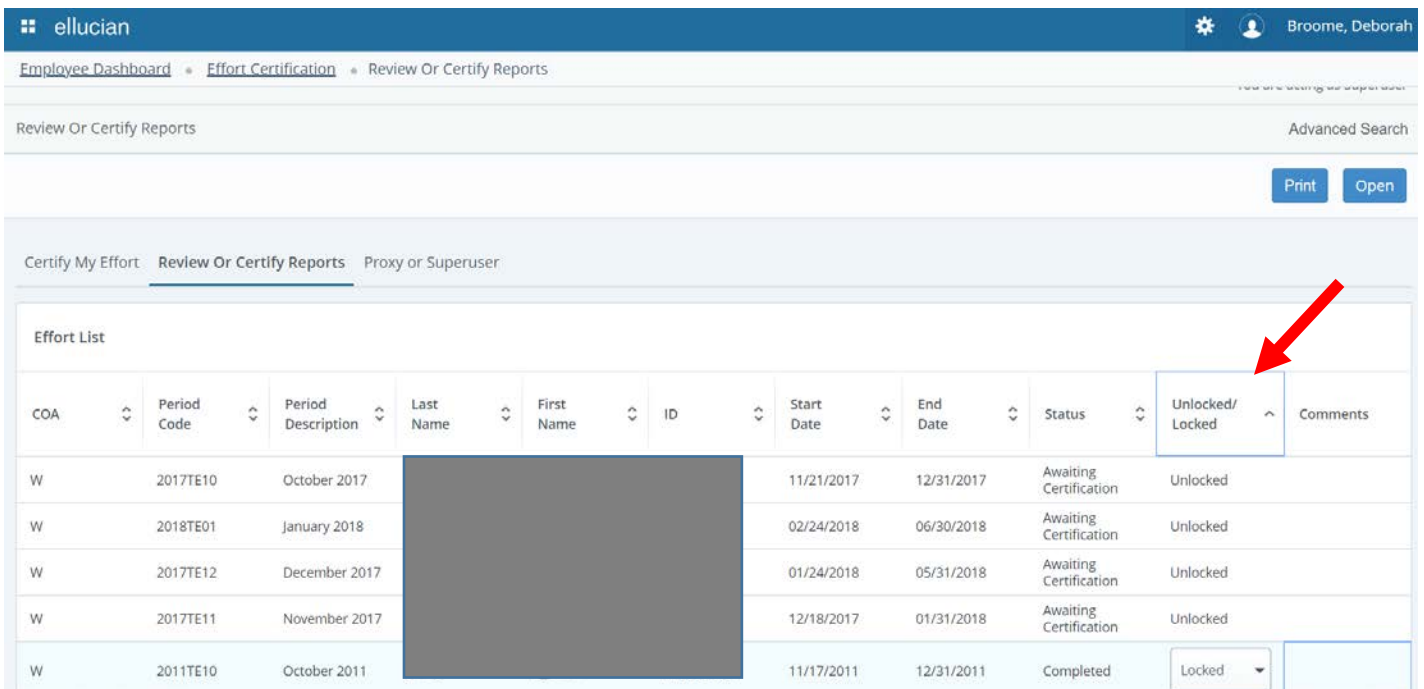 ellucian Broome, Deborah
Employee Dashboard • Effort Certification • Review Or Certify Reports
You are acting as Superuser
Review Or Certify Reports Advanced Search
Print Open
Certify My Effort Review Or Certify Reports Proxy or Superuser
Effort List
COA Period Code Period Description Last Name First Name ID Start Date End Date Status Unlocked/ Locked Comments
W 2017TE10 October 2017 11/21/2017 12/31/2017 Awaiting Certification Unlocked
W 2018TE01 January 2018 02/24/2018 06/30/2018 Awaiting Certification Unlocked
W 2017TE12 December 2017 01/24/2018 05/31/2018 Awaiting Certification Unlocked
W 2017TE11 November 2017 12/18/2017 01/31/2018 Awaiting Certification Unlocked
W 2011TE10 October 2011 11/17/2011 12/31/2011 Completed Locked